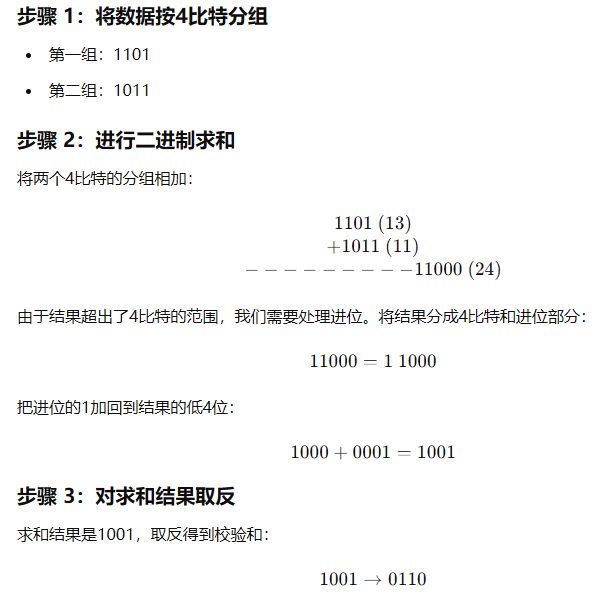 步骤 1：将数据按4比特分组
• 第一组：1101
• 第二组：1011
步骤 2：进行二进制求和
将两个4比特的分组相加：
1101 (13)
+1011 (11)
−−−−−−−−−11000 (24)
由于结果超出了4比特的范围，我们需要处理进位。将结果分成4比特和进位部分：
11000 = 1 1000
把进位的1加回到结果的低4位：
1000 + 0001 = 1001
步骤 3：对求和结果取反
求和结果是1001，取反得到校验和：
1001 → 0110